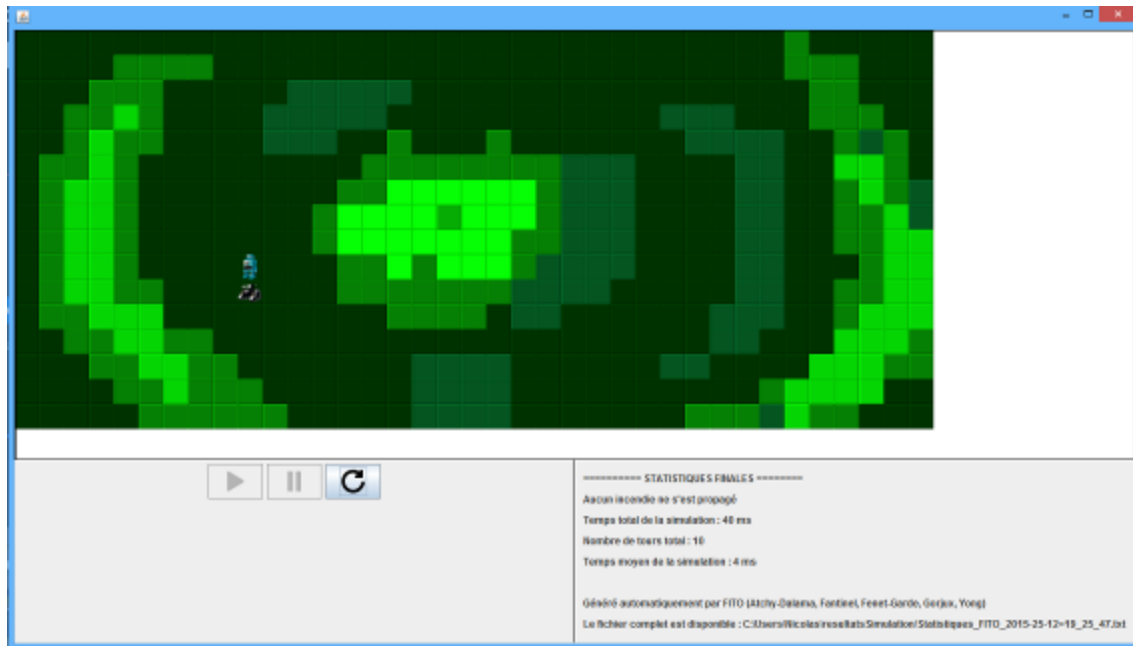 ========== STATISTIQUES FINALES ========
Aucun incendie ne s'est propagé
Temps total de la simulation : 40 ms
Nombre de tours total : 10
Temps moyen de la simulation : 4 ms
Généré automatiquement par FITO (Atchy-Dalama, Fantinel, Fenet-Garde, Gorjux, Yong)
Le fichier complet est disponible : C:\Users\Nicolas\resultatsSimulation\Statistiques_FITO_2015-25-12=19_25_47.txt